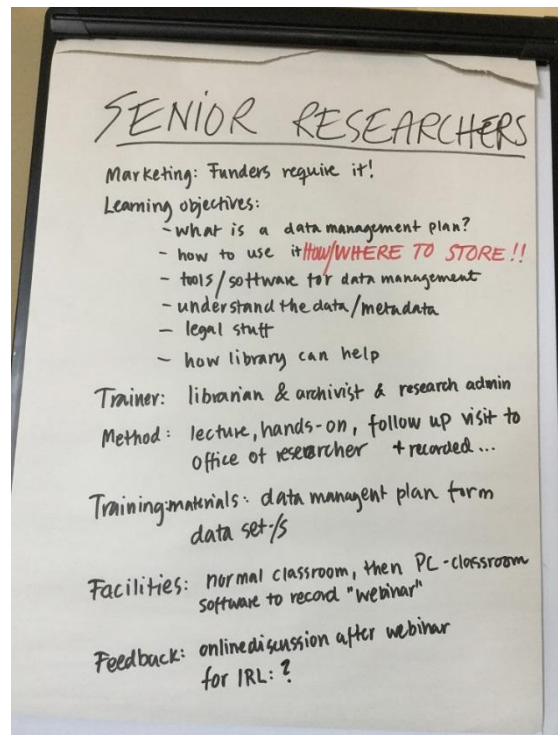 SENIOR RESEARCHERS
Marketing: Funders require it!
Learning objectives:
- what is a data management plan?
- how to use it How/WHERE TO STORE!!
- tools/software for data management
- understand the data/metadata
- legal stuff
- how library can help
Trainer: librarian & archivist & research admin
Method: lecture, hands-on, follow up visit to
office of researcher + recorded...
Training:materials: data managent plan form
data set-/s
Facilities: normal classroom, then PC-classroom
software to record "webinar"
Feedback: onlinediscussion after webinar
for IRL: ?